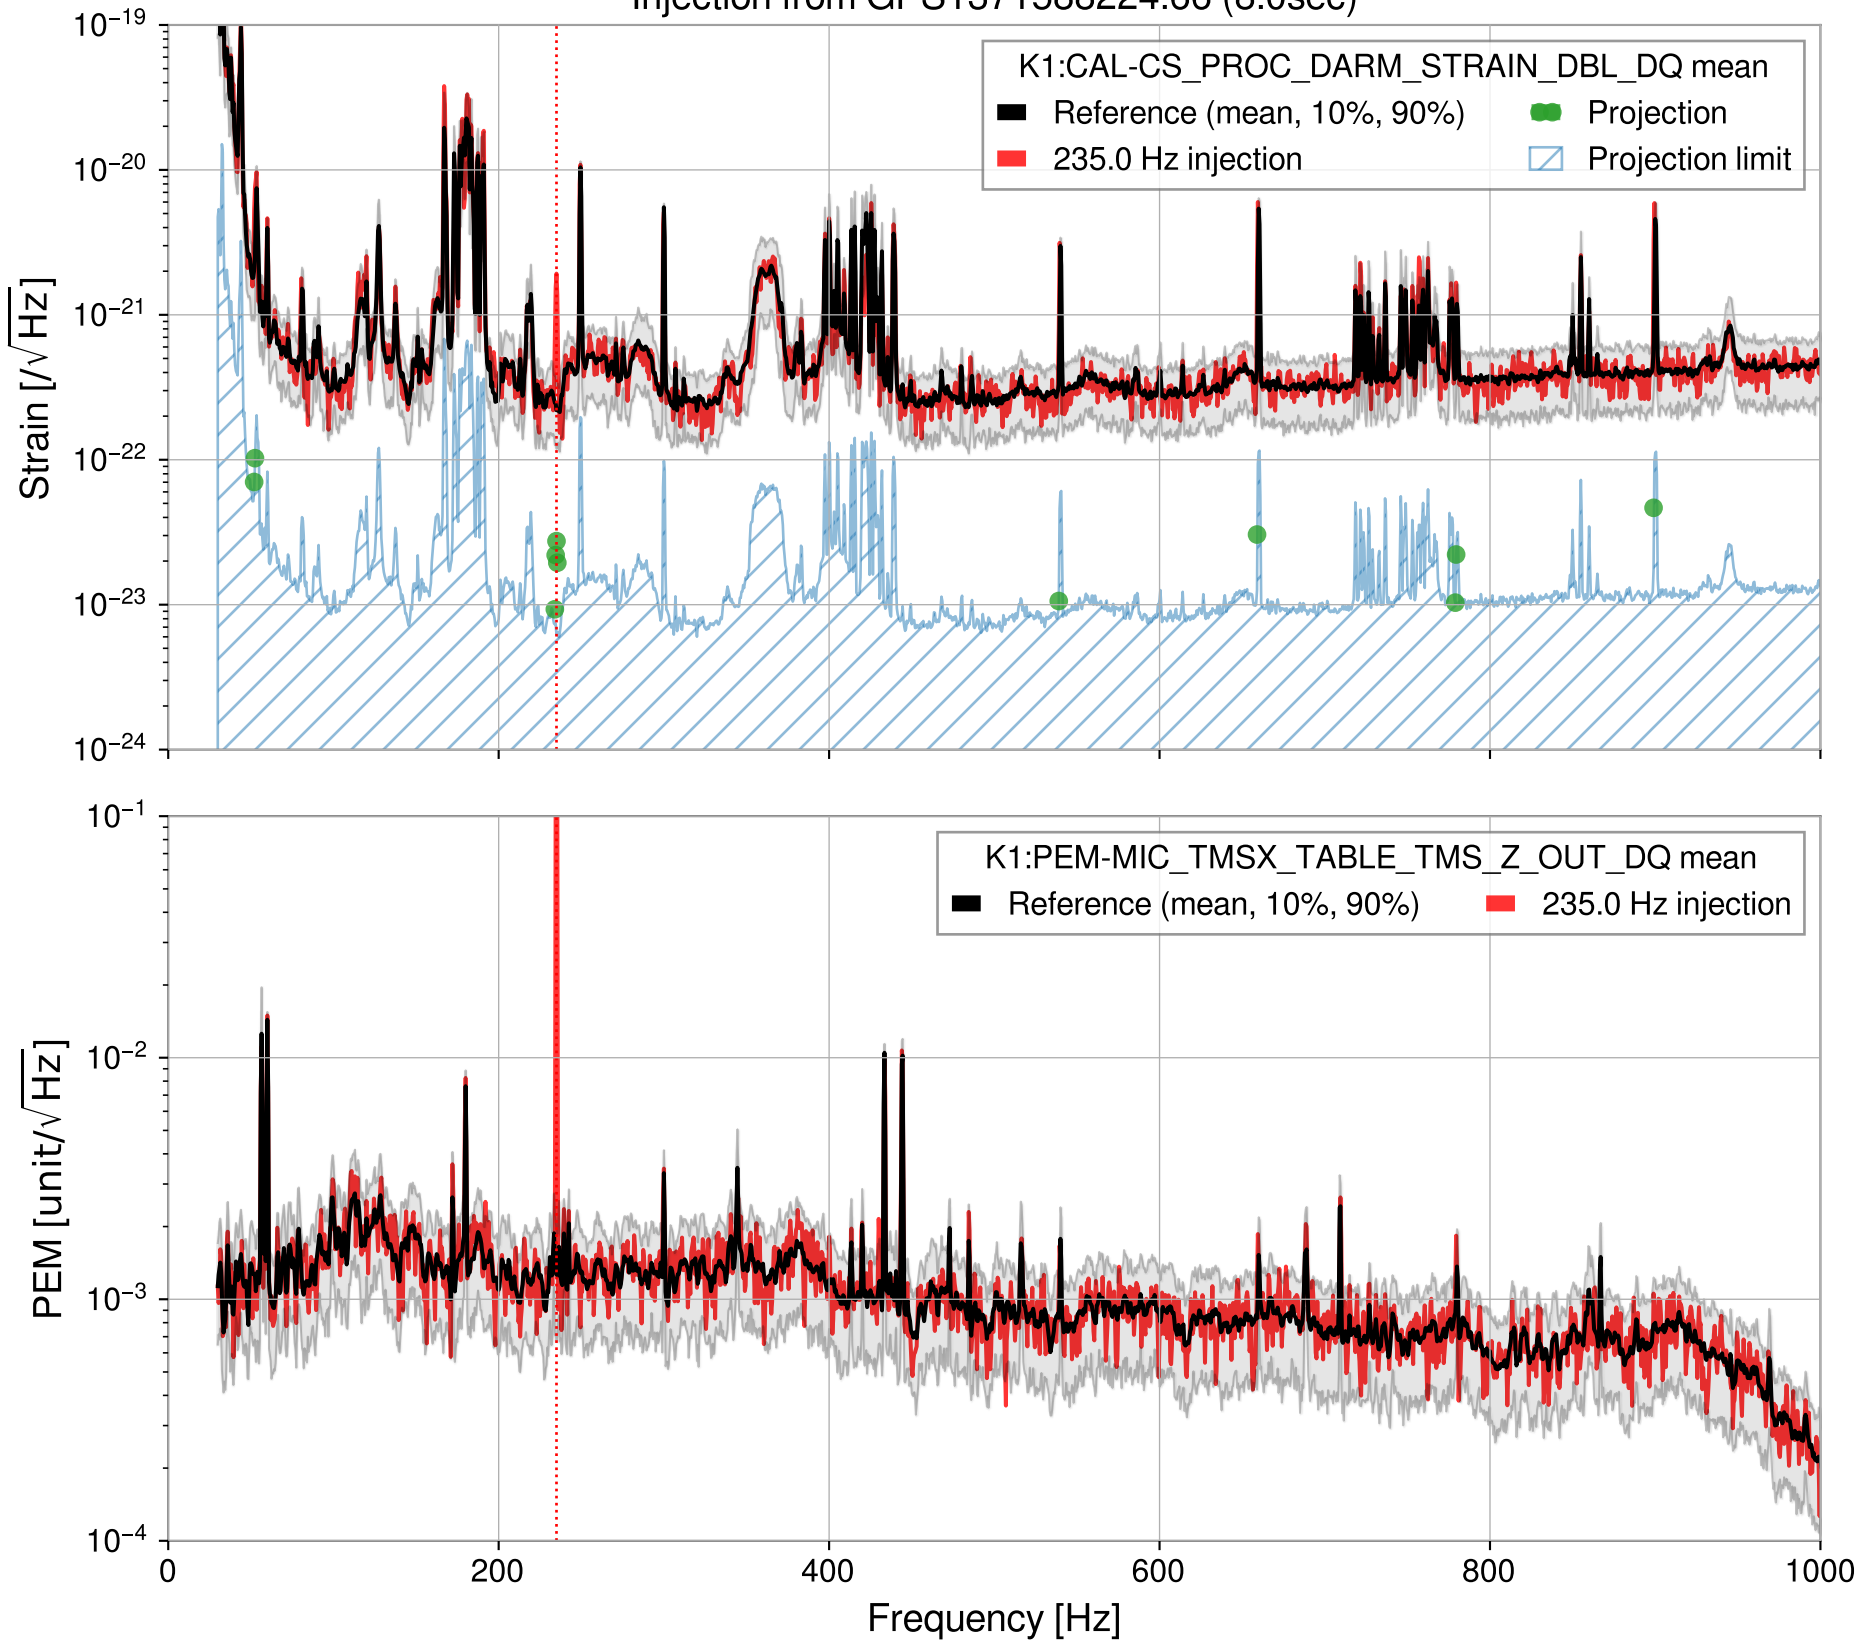 10⁻¹⁹
10⁻²⁰
10⁻²¹
10⁻²²
10⁻²³
10⁻²⁴
Strain [/√Hz]
K1:CAL-CS_PROC_DARM_STRAIN_DBL_DQ mean
Reference (mean, 10%, 90%)
Projection
235.0 Hz injection
Projection limit
10⁻¹
10⁻²
10⁻³
10⁻⁴
PEM [unit/√Hz]
K1:PEM-MIC_TMSX_TABLE_TMS_Z_OUT_DQ mean
Reference (mean, 10%, 90%)
235.0 Hz injection
0 200 400 600 800 1000
Frequency [Hz]